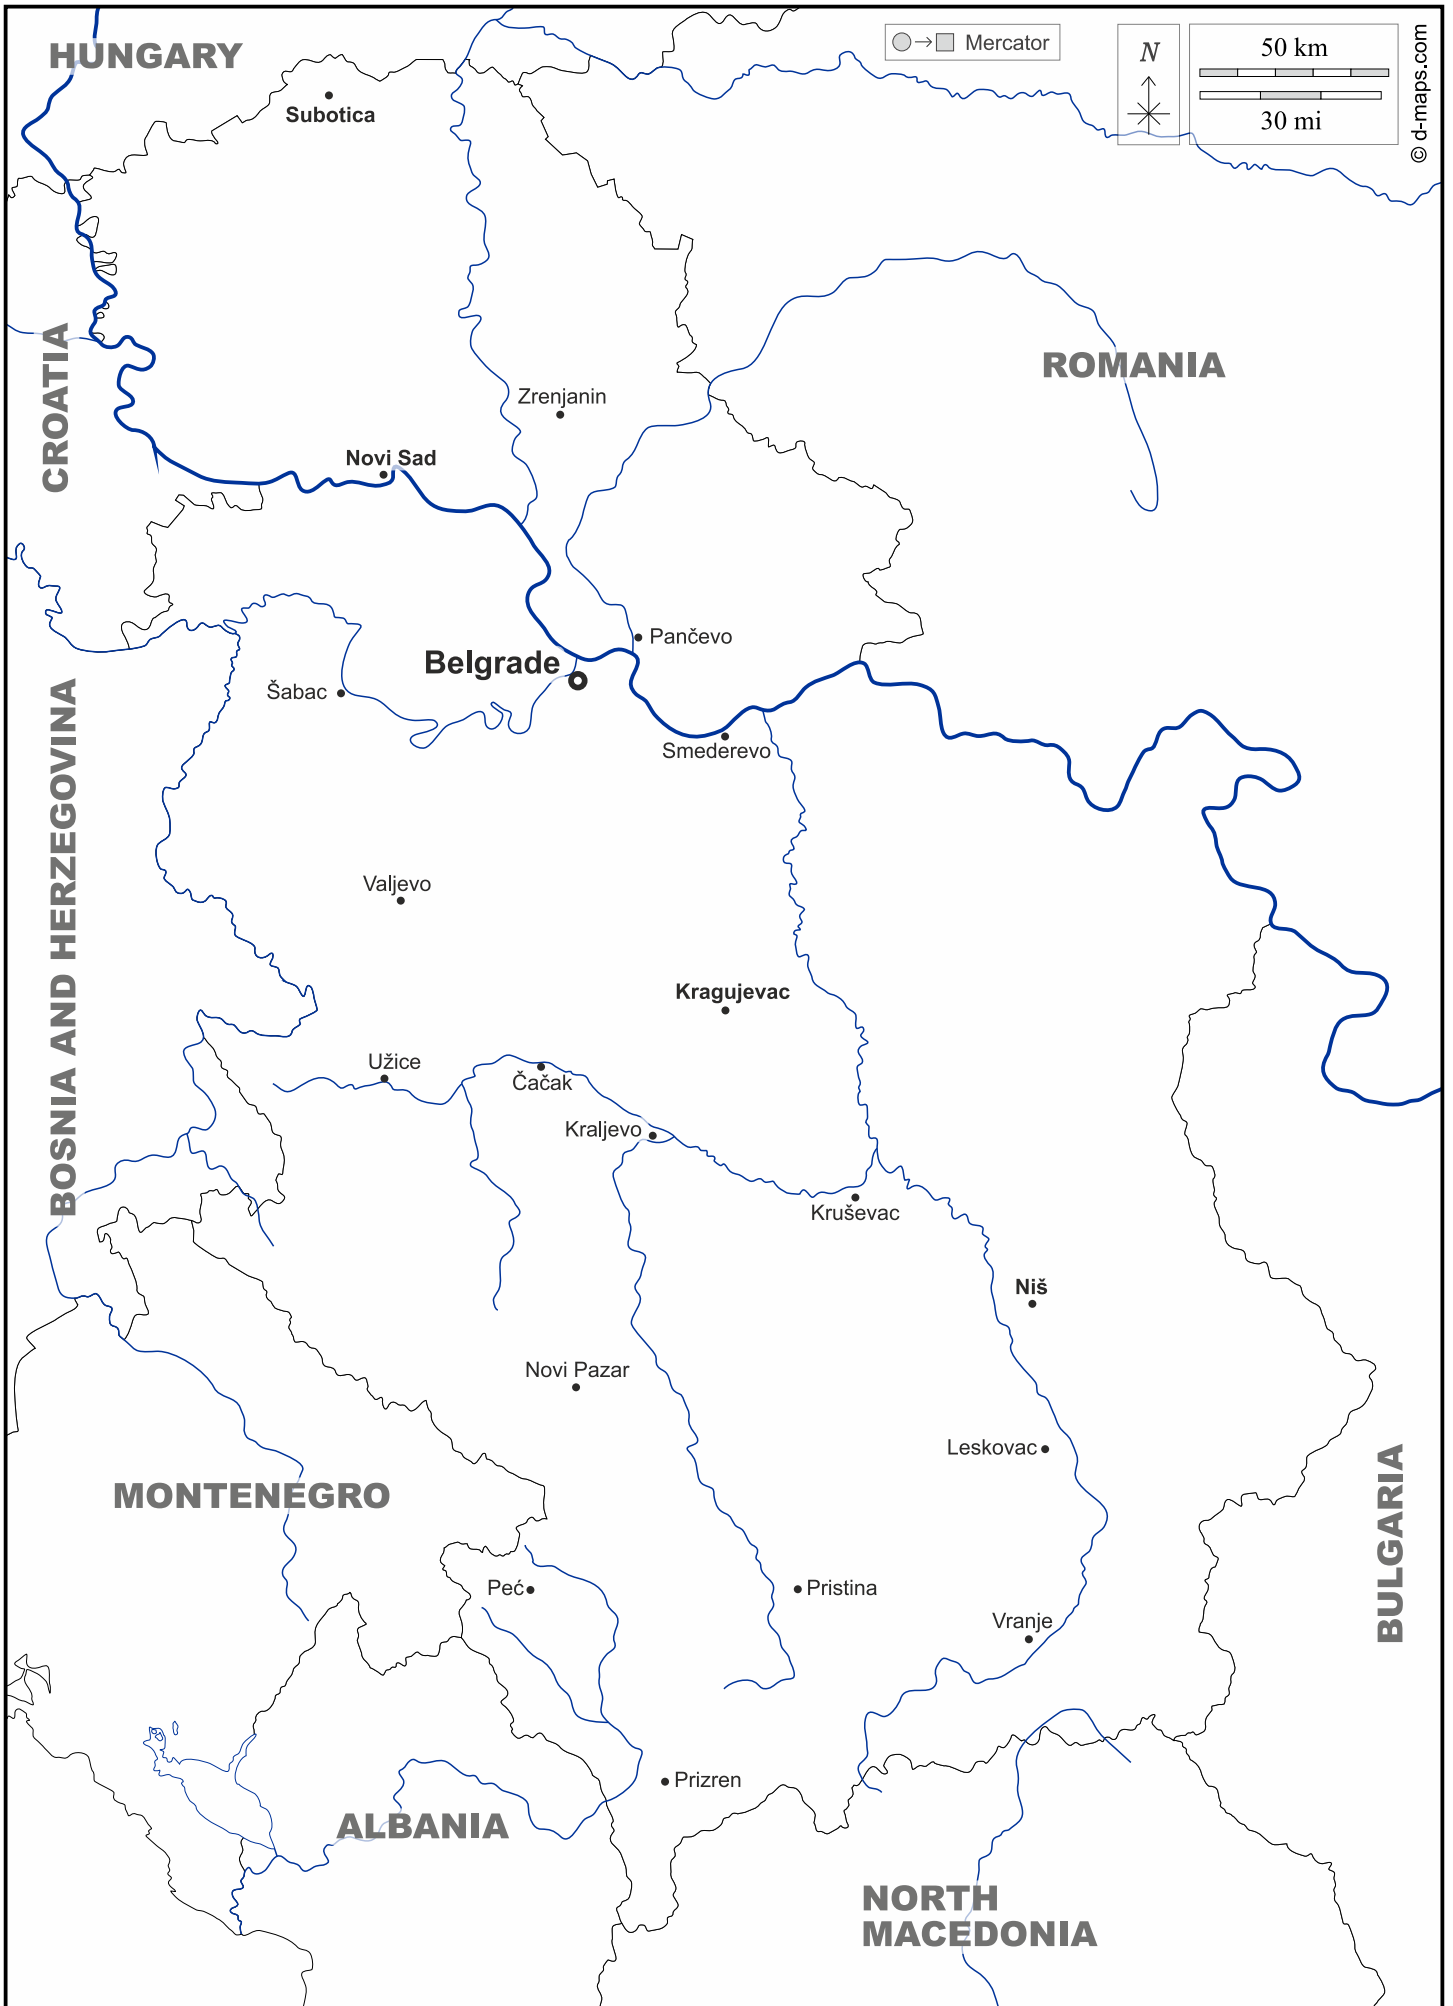 HUNGARY
Mercator
N
50 km
30 mi
© d-maps.com
Subotica
CROATIA
ROMANIA
Zrenjanin
Novi Sad
Pančevo
Belgrade
Šabac
Smederevo
BOSNIA AND HERZEGOVINA
Valjevo
Kragujevac
Užice
Čačak
Kraljevo
Kruševac
Niš
Novi Pazar
Leskovac
MONTENEGRO
BULGARIA
Peć
Pristina
Vranje
Prizren
ALBANIA
NORTH
MACEDONIA